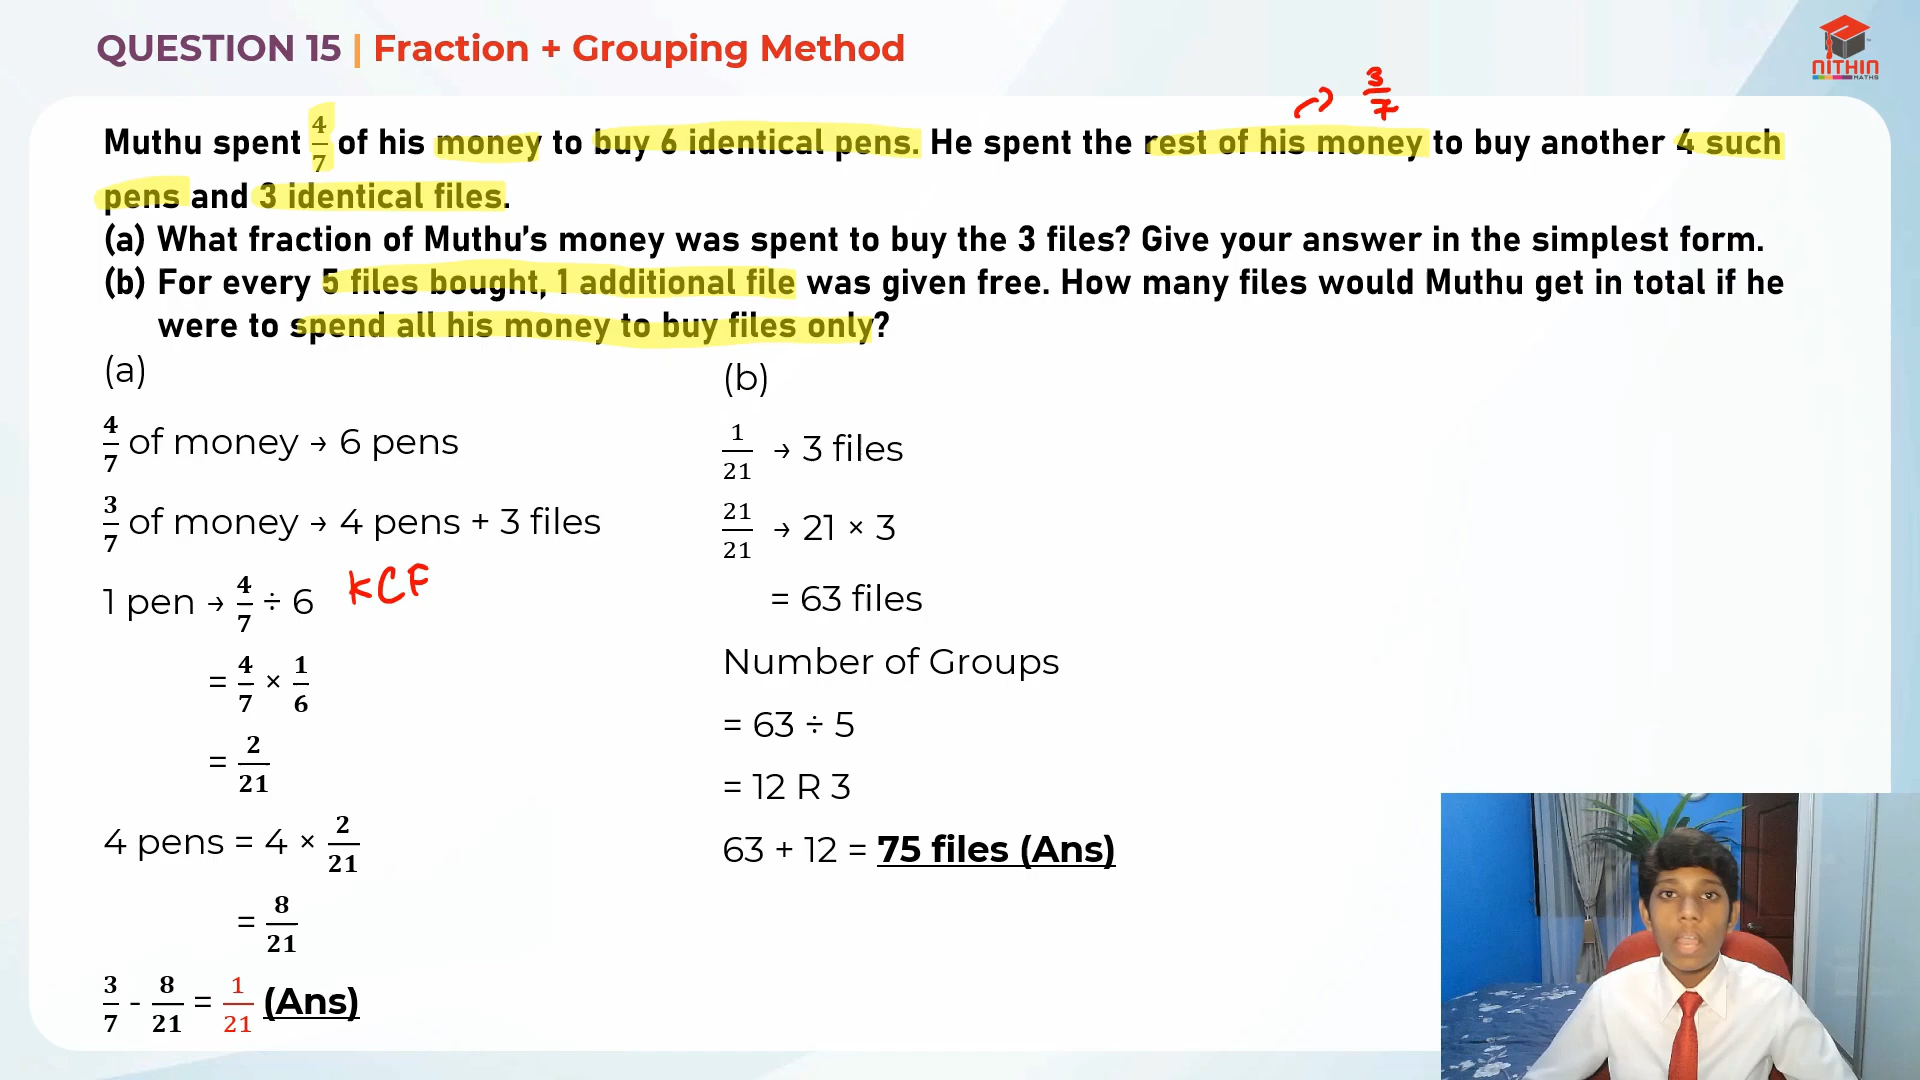 QUESTION 15 | Fraction + Grouping Method
NITHIN
MATHS
3/7
Muthu spent 4/7 of his money to buy 6 identical pens. He spent the rest of his money to buy another 4 such
pens and 3 identical files.
(a) What fraction of Muthu's money was spent to buy the 3 files? Give your answer in the simplest form.
(b) For every 5 files bought, 1 additional file was given free. How many files would Muthu get in total if he
were to spend all his money to buy files only?
(a)
4/7 of money → 6 pens
3/7 of money → 4 pens + 3 files
1 pen → 4/7 ÷ 6 KCF
= 4/7 × 1/6
= 2/21
4 pens = 4 × 2/21
= 8/21
3/7 - 8/21 = 1/21 (Ans)
(b)
1/21 → 3 files
21/21 → 21 × 3
= 63 files
Number of Groups
= 63 ÷ 5
= 12 R 3
63 + 12 = 75 files (Ans)